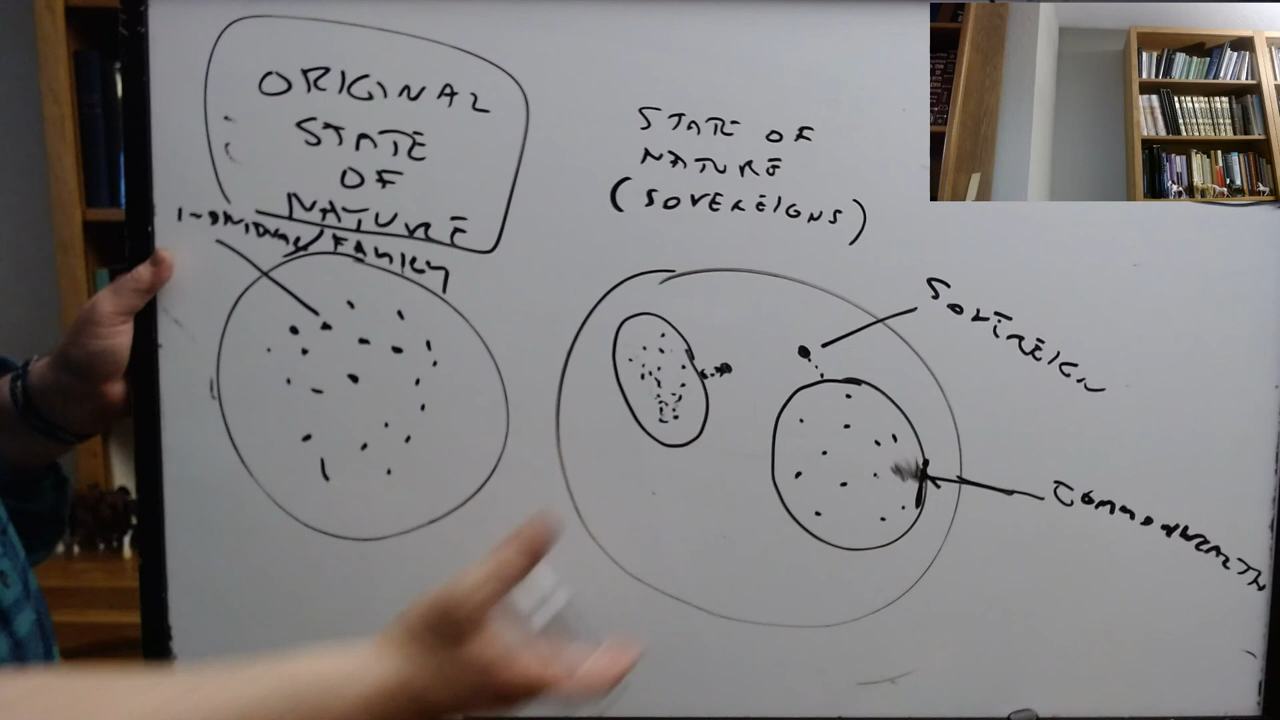 ORIGINAL
STATE
OF
NATURE
INDIVIDUAL/FAMILY
STATE OF
NATURE
(SOVEREIGNS)
SOVEREIGN
COMMONWEALTH